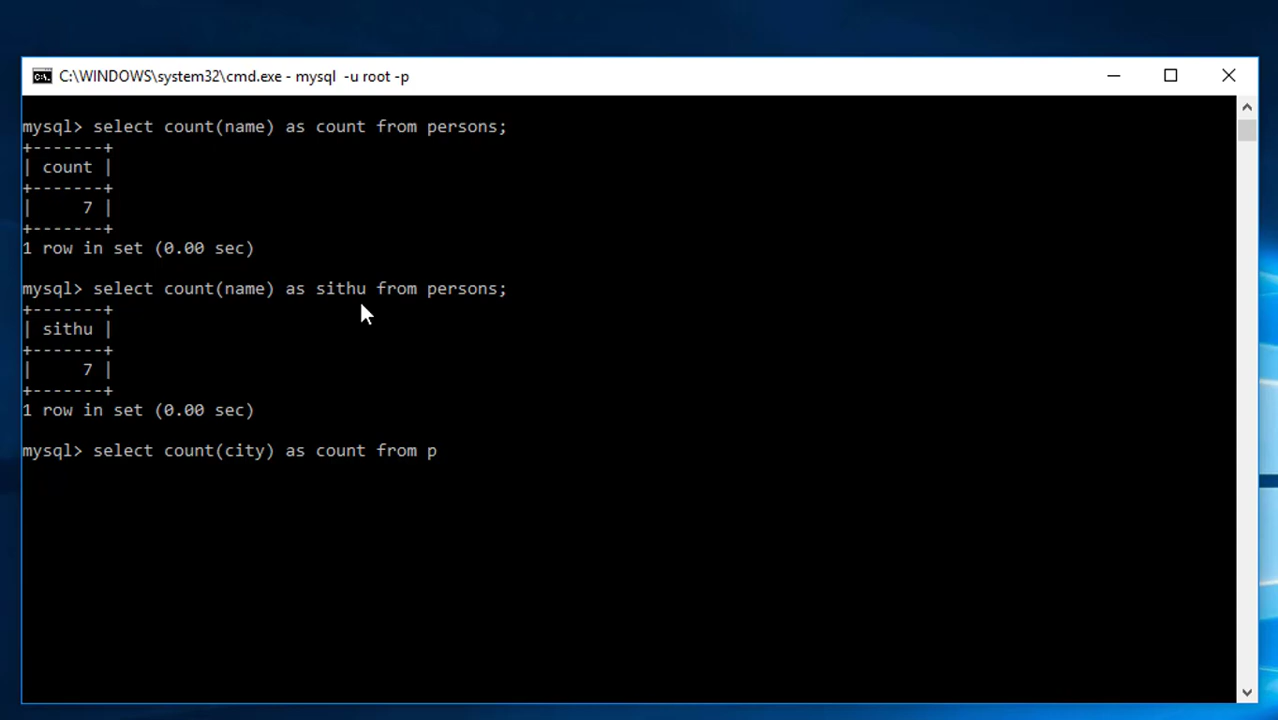 C:\WINDOWS\system32\cmd.exe - mysql  -u root -p
mysql> select count(name) as count from persons;
+-------+
| count |
+-------+
|     7 |
+-------+
1 row in set (0.00 sec)
mysql> select count(name) as sithu from persons;
+-------+
| sithu |
+-------+
|     7 |
+-------+
1 row in set (0.00 sec)
mysql> select count(city) as count from p